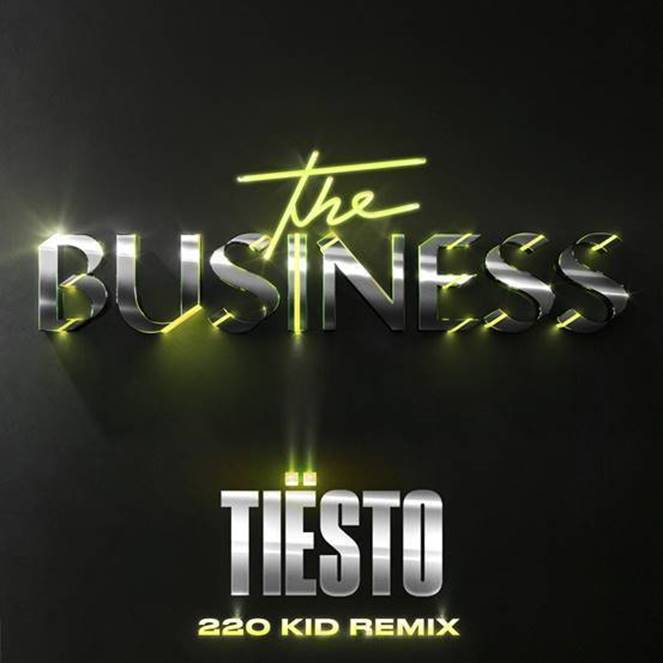 The
BUSINESS
TIËSTO
220 KID REMIX